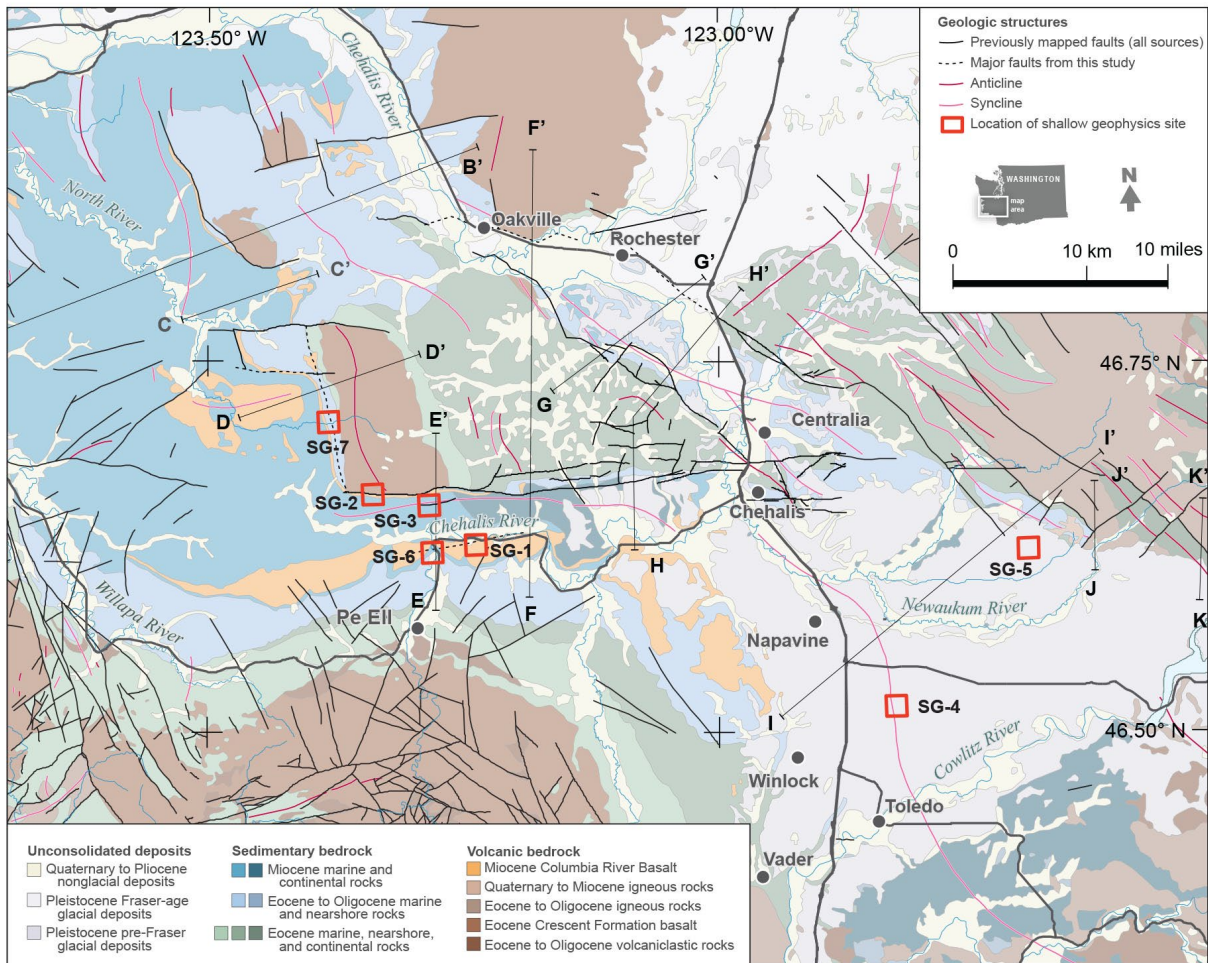 123.50° W
123.00°W
Chehalis River
North River
B'
F'
Oakville
Rochester
G'
H'
C'
C
46.75° N
D'
D
E'
G
SG-7
Centralia
SG-2
SG-3
Chehalis River
Chehalis
I'
J'
K'
SG-6
SG-1
SG-5
H
Willapa River
E
F
J
K
Pe Ell
Newaukum River
Napavine
I
SG-4
46.50° N
Cowlitz River
Winlock
Toledo
Vader
Geologic structures
Previously mapped faults (all sources)
Major faults from this study
Anticline
Syncline
Location of shallow geophysics site
WASHINGTON
map
area
N
0 10 km 10 miles
Unconsolidated deposits
Quaternary to Pliocene
nonglacial deposits
Pleistocene Fraser-age
glacial deposits
Pleistocene pre-Fraser
glacial deposits
Sedimentary bedrock
Miocene marine and
continental rocks
Eocene to Oligocene marine
and nearshore rocks
Eocene marine, nearshore,
and continental rocks
Volcanic bedrock
Miocene Columbia River Basalt
Quaternary to Miocene igneous rocks
Eocene to Oligocene igneous rocks
Eocene Crescent Formation basalt
Eocene to Oligocene volcaniclastic rocks